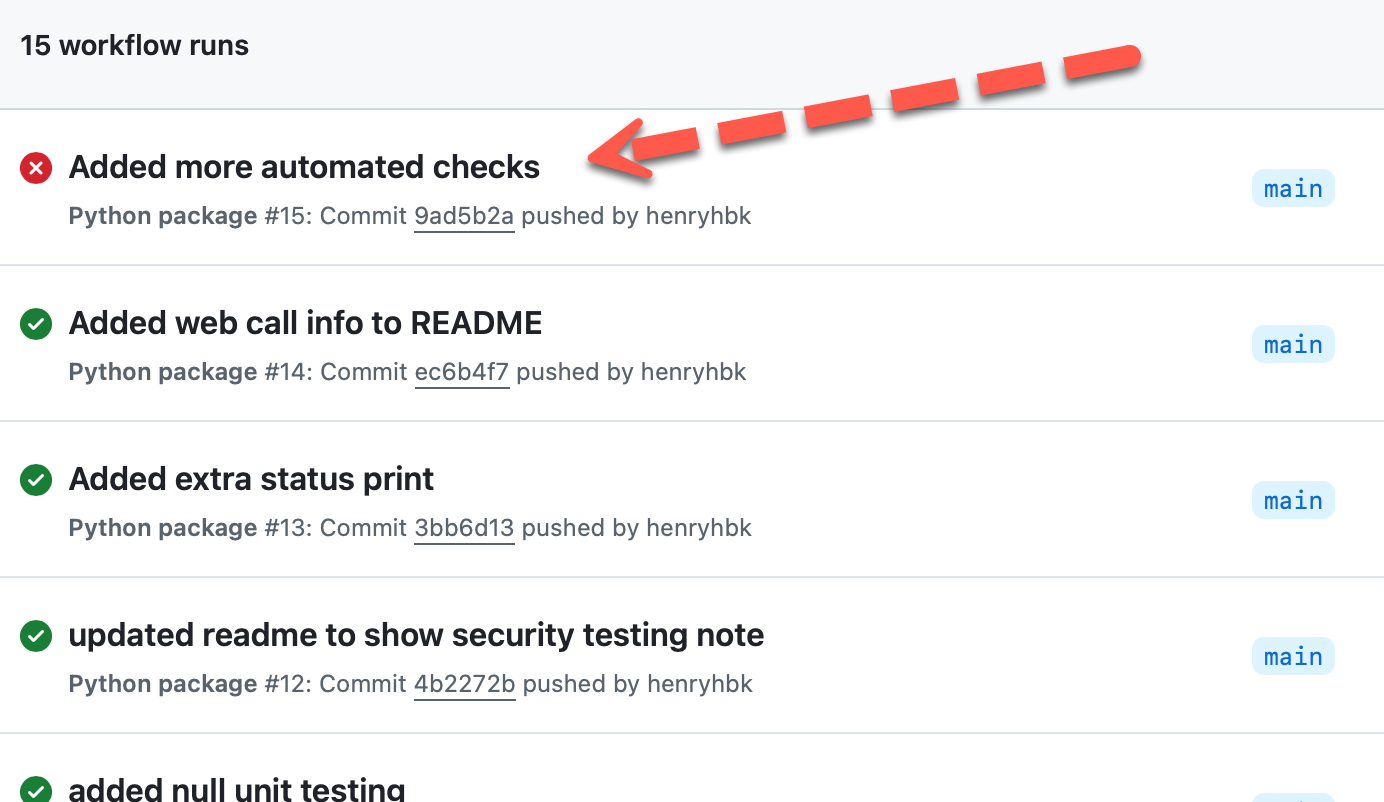 15 workflow runs
Added more automated checks
main
Python package #15: Commit 9ad5b2a pushed by henryhbk
Added web call info to README
main
Python package #14: Commit ec6b4f7 pushed by henryhbk
Added extra status print
main
Python package #13: Commit 3bb6d13 pushed by henryhbk
updated readme to show security testing note
main
Python package #12: Commit 4b2272b pushed by henryhbk
added null unit testing